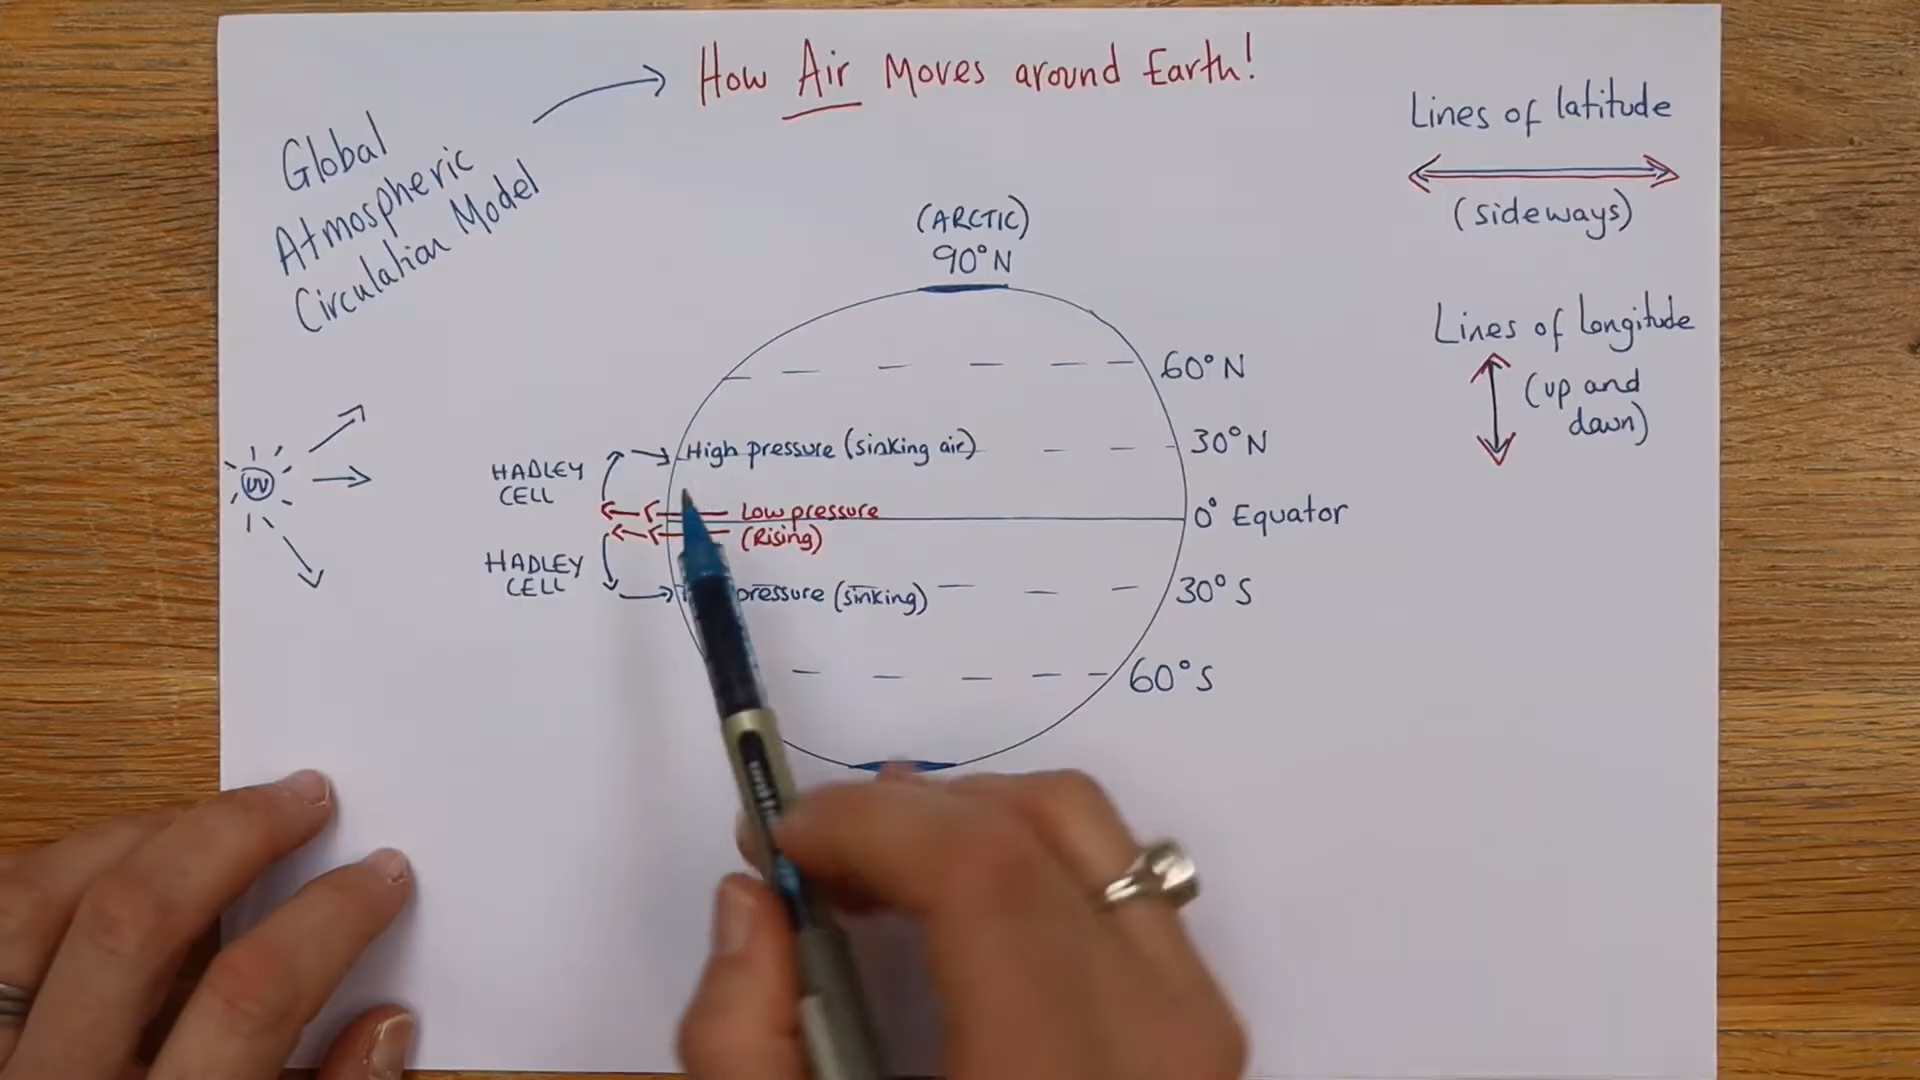 How Air Moves around Earth!
Global
Atmospheric
Circulation Model
Lines of latitude
(sideways)
Lines of longitude
(up and
down)
(ARCTIC)
90°N
60°N
30°N
0° Equator
30°S
60°S
UV
HADLEY
CELL
High pressure (sinking air)
Low pressure
(Rising)
HADLEY
CELL
pressure (sinking)